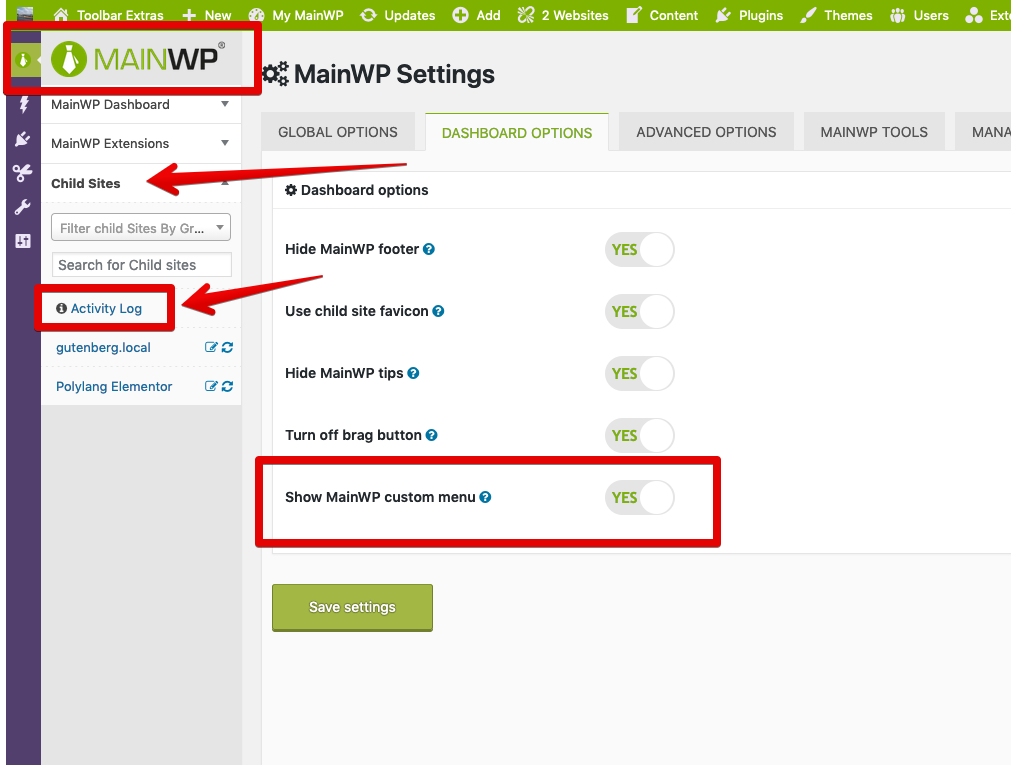 Toolbar Extras New My MainWP Updates Add 2 Websites Content Plugins Themes Users Exte
MAINWP®
MainWP Dashboard
MainWP Extensions
Child Sites
Filter child Sites By Gr...
Search for Child sites
Activity Log
gutenberg.local
Polylang Elementor
MainWP Settings
GLOBAL OPTIONS DASHBOARD OPTIONS ADVANCED OPTIONS MAINWP TOOLS MANA
Dashboard options
Hide MainWP footer YES
Use child site favicon YES
Hide MainWP tips YES
Turn off brag button YES
Show MainWP custom menu YES
Save settings